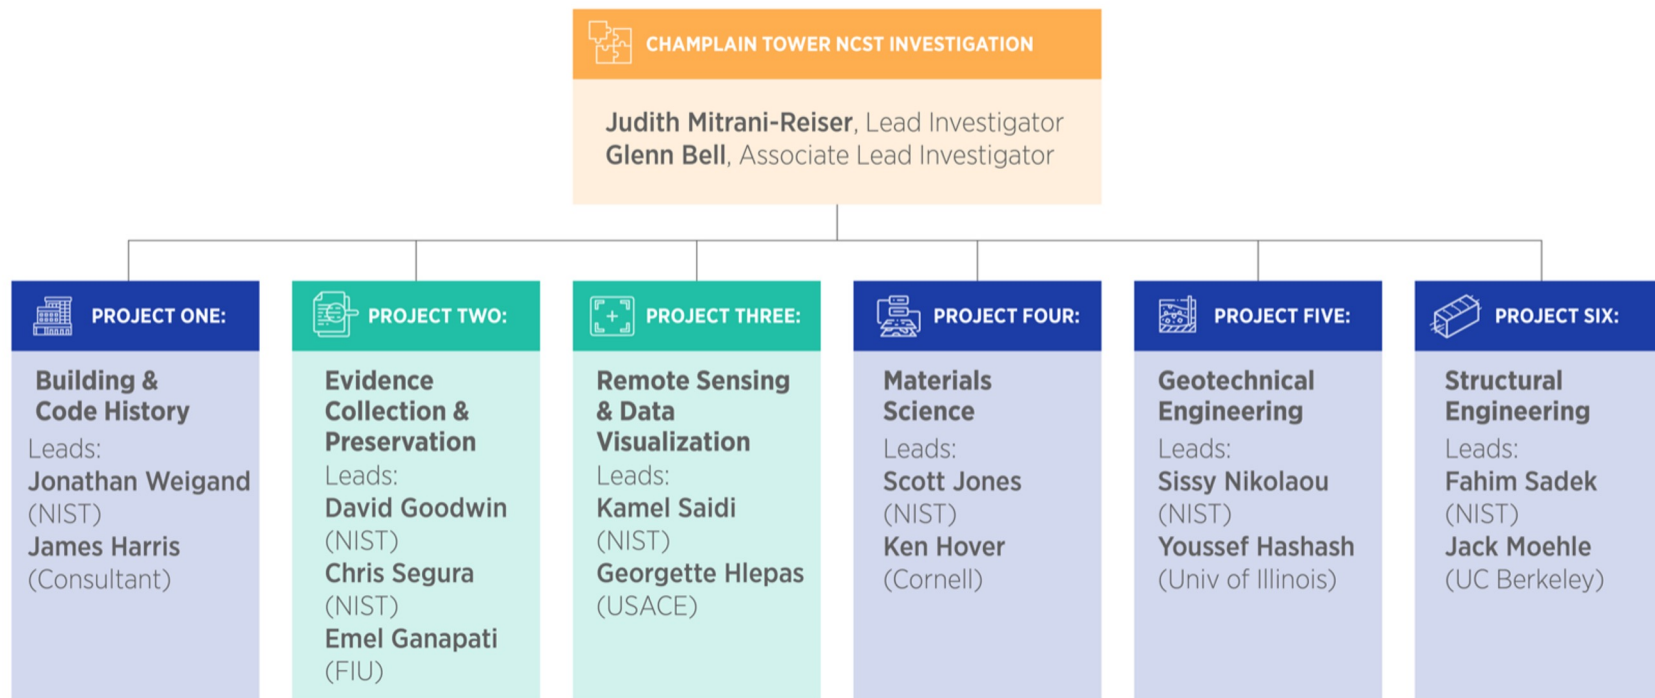 CHAMPLAIN TOWER NCST INVESTIGATION
Judith Mitrani-Reiser, Lead Investigator
Glenn Bell, Associate Lead Investigator
PROJECT ONE:
Building &
Code History
Leads:
Jonathan Weigand
(NIST)
James Harris
(Consultant)
PROJECT TWO:
Evidence
Collection &
Preservation
Leads:
David Goodwin
(NIST)
Chris Segura
(NIST)
Emel Ganapati
(FIU)
PROJECT THREE:
Remote Sensing
& Data
Visualization
Leads:
Kamel Saidi
(NIST)
Georgette Hlepas
(USACE)
PROJECT FOUR:
Materials
Science
Leads:
Scott Jones
(NIST)
Ken Hover
(Cornell)
PROJECT FIVE:
Geotechnical
Engineering
Leads:
Sissy Nikolaou
(NIST)
Youssef Hashash
(Univ of Illinois)
PROJECT SIX:
Structural
Engineering
Leads:
Fahim Sadek
(NIST)
Jack Moehle
(UC Berkeley)